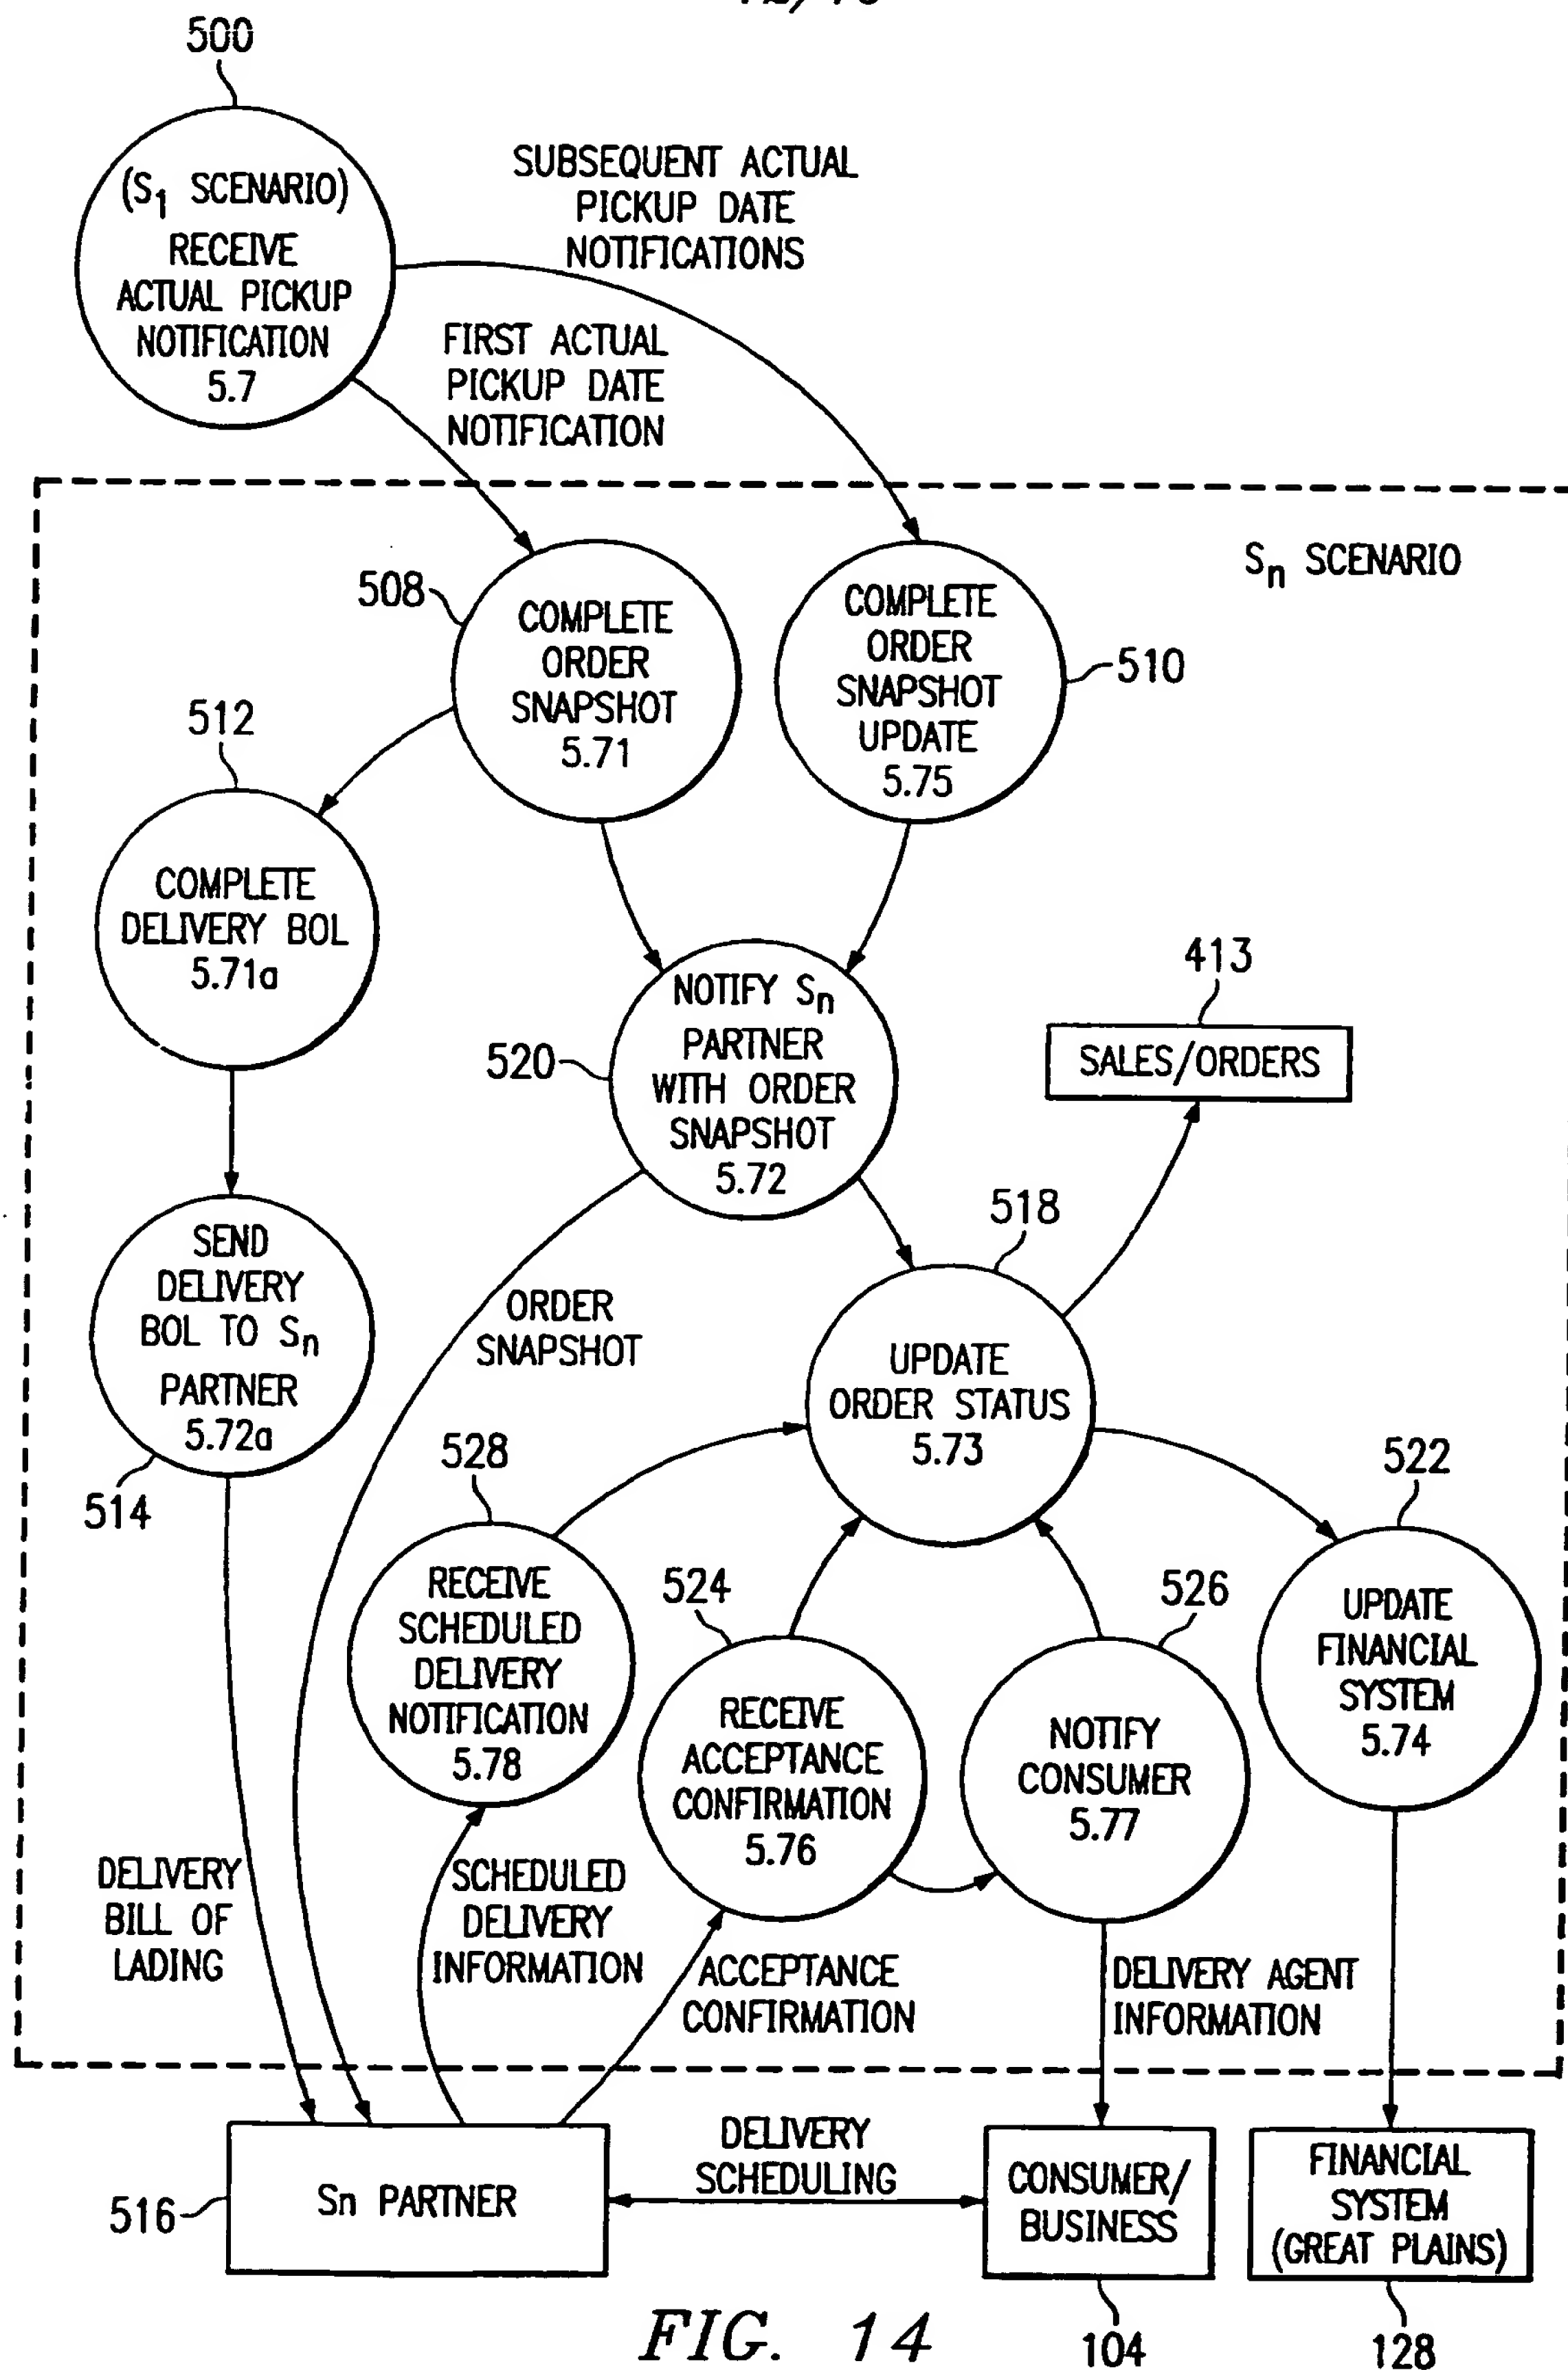 500
(S1 SCENARIO)
RECEIVE
ACTUAL PICKUP
NOTIFICATION
5.7
SUBSEQUENT ACTUAL
PICKUP DATE
NOTIFICATIONS
FIRST ACTUAL
PICKUP DATE
NOTIFICATION
Sn SCENARIO
508
COMPLETE
ORDER
SNAPSHOT
5.71
COMPLETE
ORDER
SNAPSHOT
UPDATE
5.75
510
512
COMPLETE
DELIVERY BOL
5.71a
NOTIFY Sn
PARTNER
WITH ORDER
SNAPSHOT
5.72
520
413
SALES/ORDERS
SEND
DELIVERY
BOL TO Sn
PARTNER
5.72a
514
ORDER
SNAPSHOT
518
UPDATE
ORDER STATUS
5.73
528
RECEIVE
SCHEDULED
DELIVERY
NOTIFICATION
5.78
524
RECEIVE
ACCEPTANCE
CONFIRMATION
5.76
526
NOTIFY
CONSUMER
5.77
522
UPDATE
FINANCIAL
SYSTEM
5.74
DELIVERY
BILL OF
LADING
SCHEDULED
DELIVERY
INFORMATION
ACCEPTANCE
CONFIRMATION
DELIVERY AGENT
INFORMATION
516
Sn PARTNER
DELIVERY
SCHEDULING
CONSUMER/
BUSINESS
104
FINANCIAL
SYSTEM
(GREAT PLAINS)
128
FIG. 14